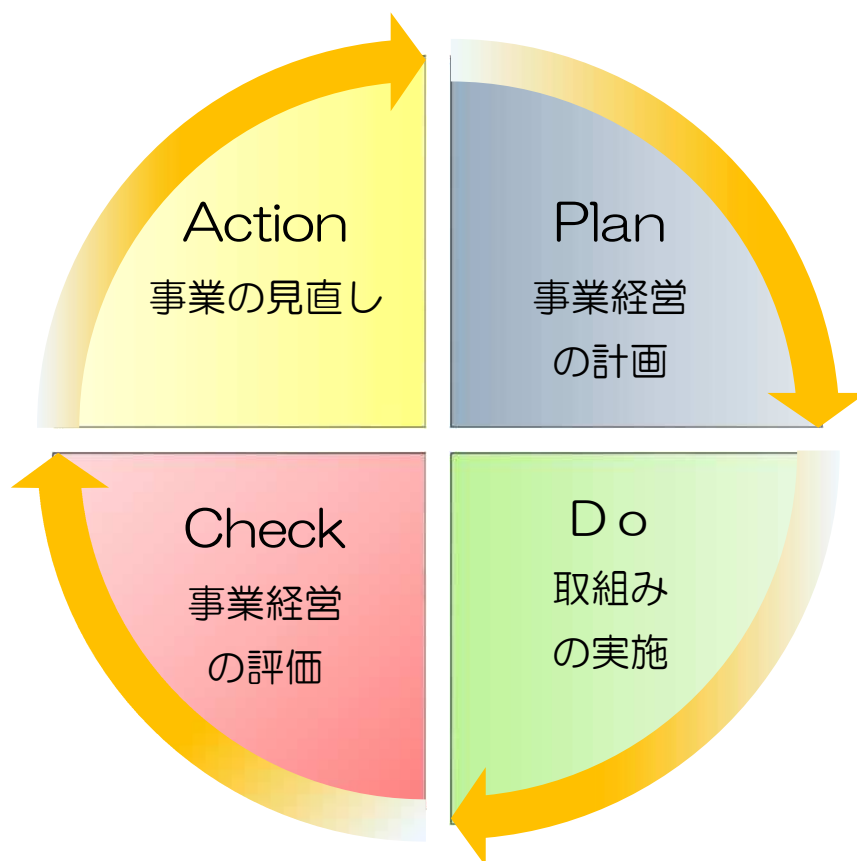 Action
事業の見直し
Plan
事業経営
の計画
Check
事業経営
の評価
Do
取組み
の実施